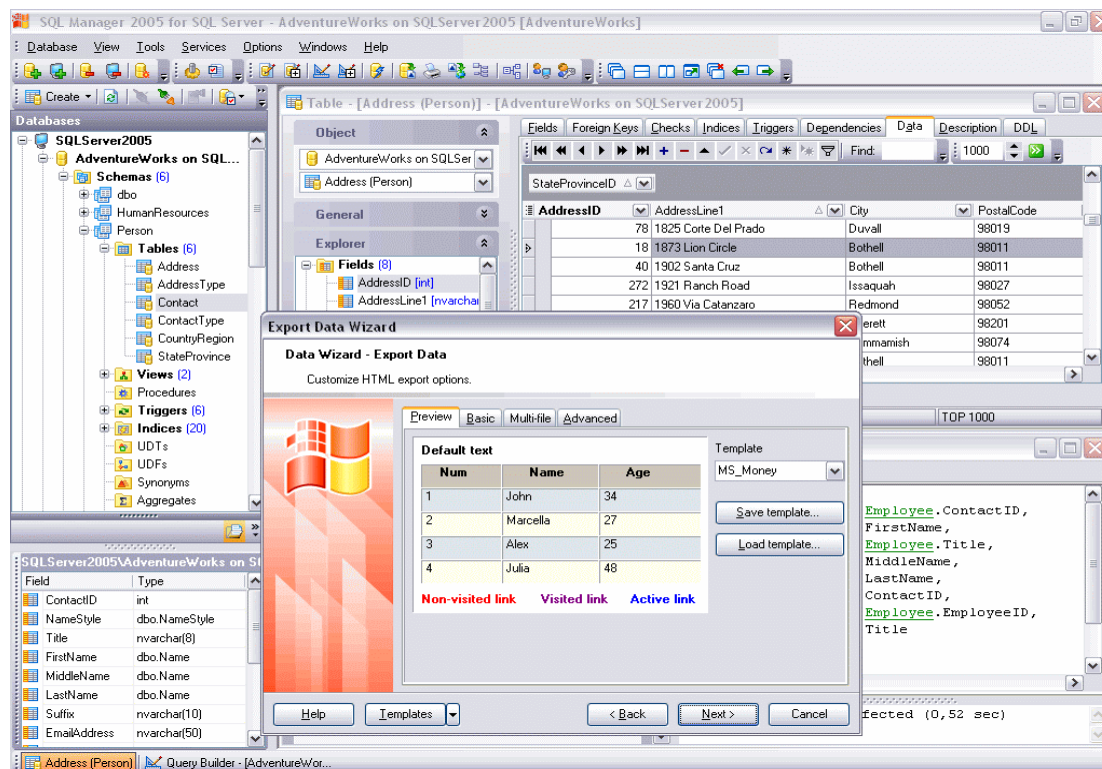 SQL Manager 2005 for SQL Server - AdventureWorks on SQLServer2005 [AdventureWorks]
Database View Tools Services Options Windows Help
Create
Databases
SQLServer2005
AdventureWorks on SQL...
Schemas (6)
dbo
HumanResources
Person
Tables (6)
Address
AddressType
Contact
ContactType
CountryRegion
StateProvince
Views (2)
Procedures
Triggers (6)
Indices (20)
UDTs
UDFs
Synonyms
Aggregates
SQLServer2005\AdventureWorks on S
Field Type
ContactID int
NameStyle dbo.NameStyle
Title nvarchar(8)
FirstName dbo.Name
MiddleName dbo.Name
LastName dbo.Name
Suffix nvarchar(10)
EmailAddress nvarchar(50)
Table - [Address (Person)] - [AdventureWorks on SQLServer2005]
Object
AdventureWorks on SQLSer
Address (Person)
General
Explorer
Fields (8)
AddressID [int]
AddressLine1 [nvarchar
Fields Foreign Keys Checks Indices Triggers Dependencies Data Description DDL
Find: 1000
StateProvinceID
AddressID AddressLine1 City PostalCode
78 1825 Corte Del Prado Duvall 98019
18 1873 Lion Circle Bothell 98011
40 1902 Santa Cruz Bothell 98011
272 1921 Ranch Road Issaquah 98027
217 1960 Via Catanzaro Redmond 98052
erett 98201
mmamish 98074
thell 98011
TOP 1000
Export Data Wizard
Data Wizard - Export Data
Customize HTML export options.
Preview Basic Multi-file Advanced
Default text
Num Name Age
1 John 34
2 Marcella 27
3 Alex 25
4 Julia 48
Non-visited link Visited link Active link
Template
MS_Money
Save template...
Load template...
Help Templates < Back Next > Cancel
Employee.ContactID,
FirstName,
Employee.Title,
MiddleName,
LastName,
ContactID,
Employee.EmployeeID,
Title
fected (0,52 sec)
Address (Person) Query Builder - [AdventureWor...